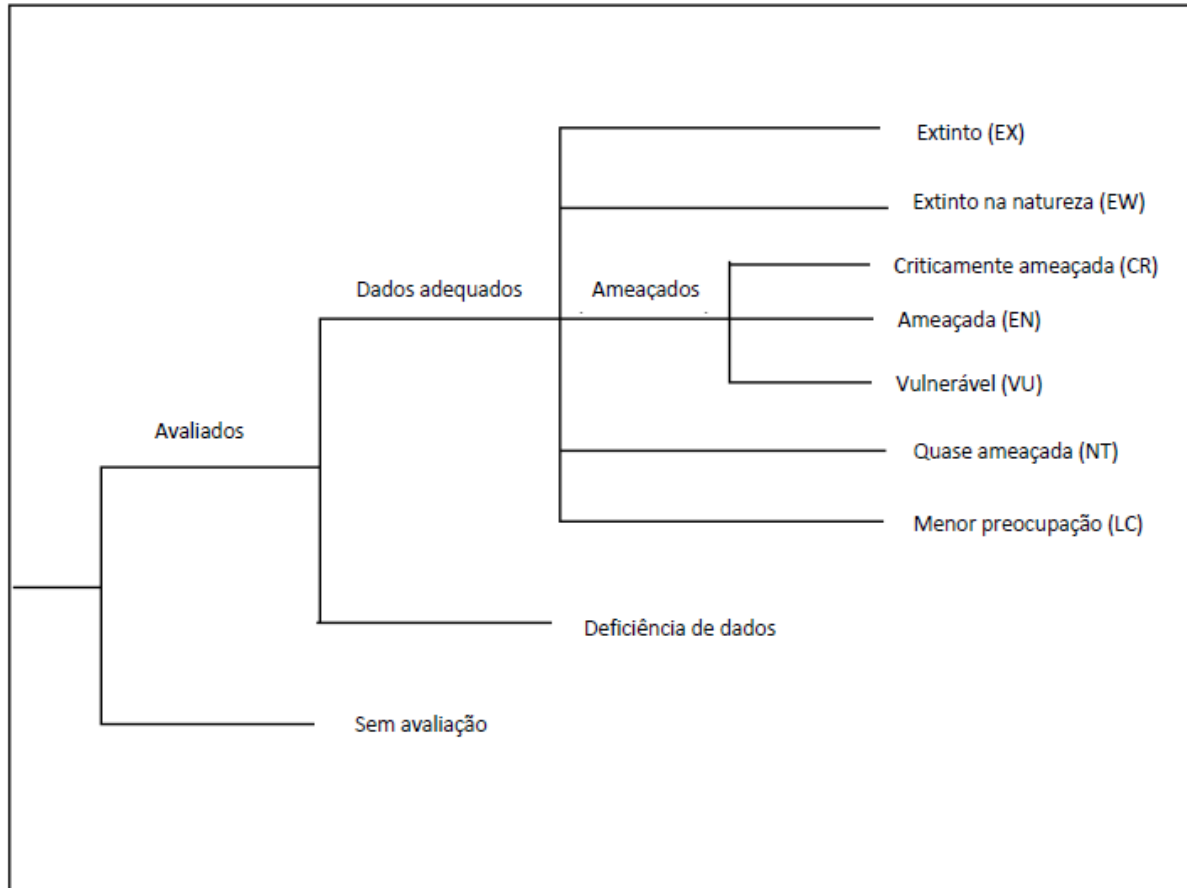 Extinto (EX)
Extinto na natureza (EW)
Criticamente ameaçada (CR)
Dados adequados
Ameaçados
Ameaçada (EN)
Vulnerável (VU)
Avaliados
Quase ameaçada (NT)
Menor preocupação (LC)
Deficiência de dados
Sem avaliação